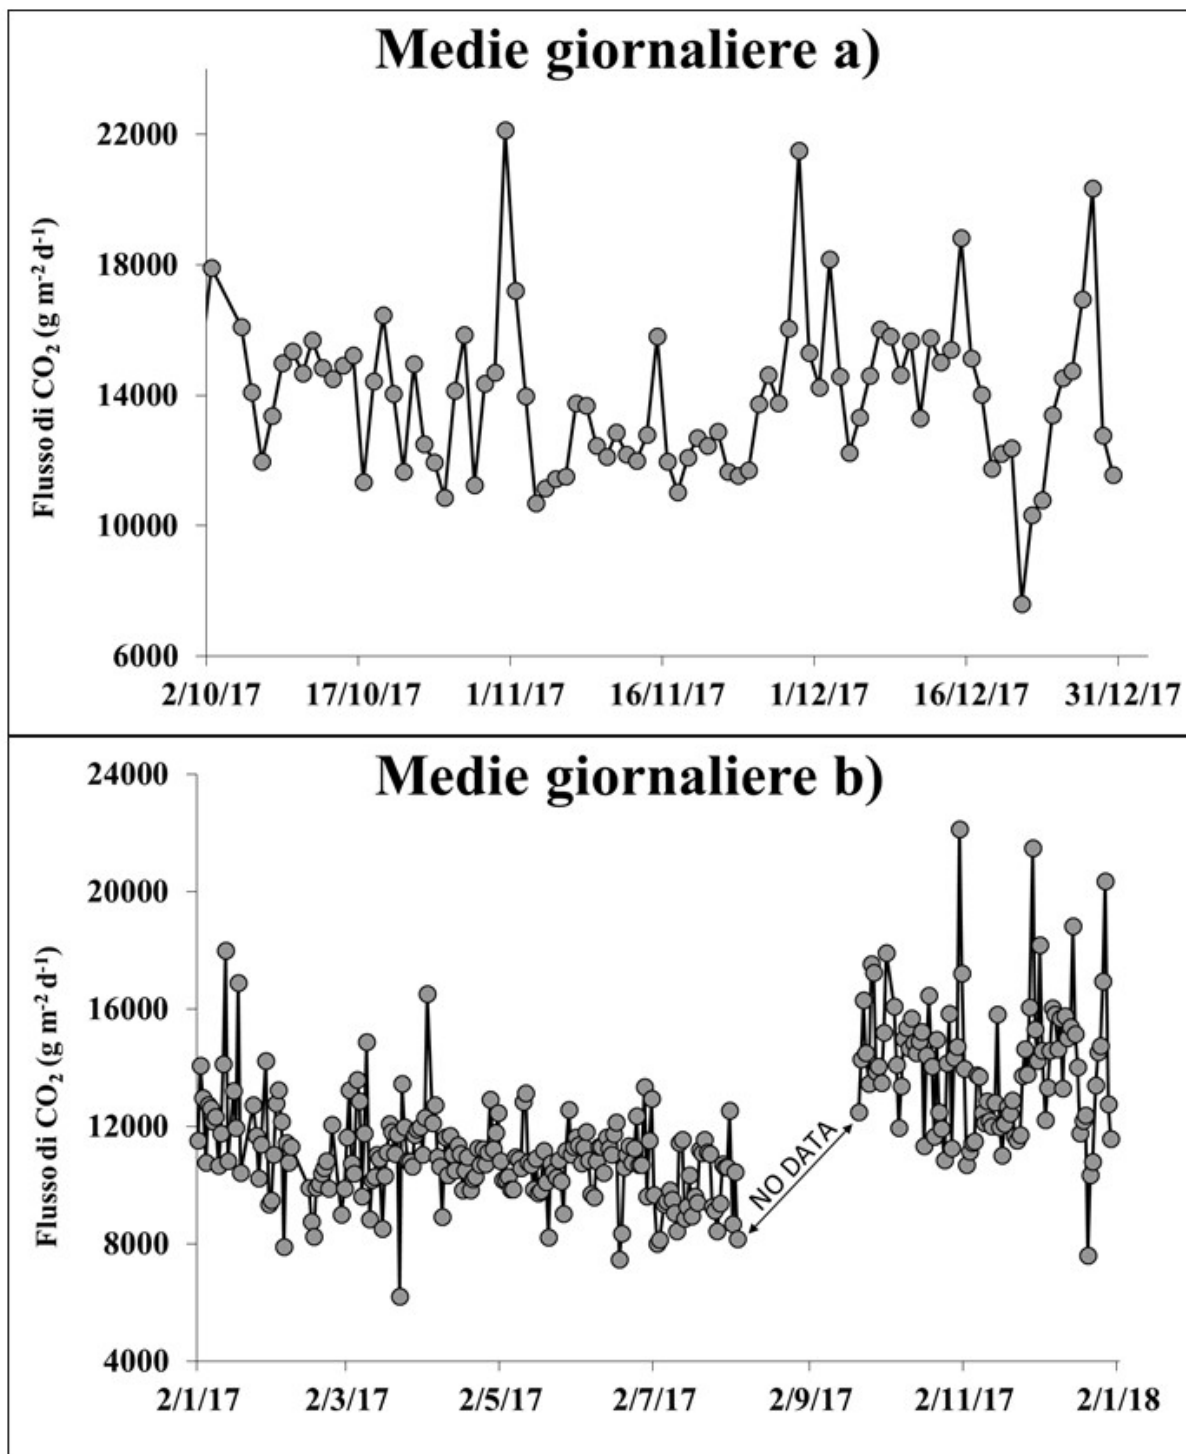 Medie giornaliere a)
Flusso di CO₂ (g m⁻² d⁻¹)
22000
18000
14000
10000
6000
2/10/17 17/10/17 1/11/17 16/11/17 1/12/17 16/12/17 31/12/17
Medie giornaliere b)
Flusso di CO₂ (g m⁻² d⁻¹)
24000
20000
16000
12000
8000
4000
NO DATA
2/1/17 2/3/17 2/5/17 2/7/17 2/9/17 2/11/17 2/1/18